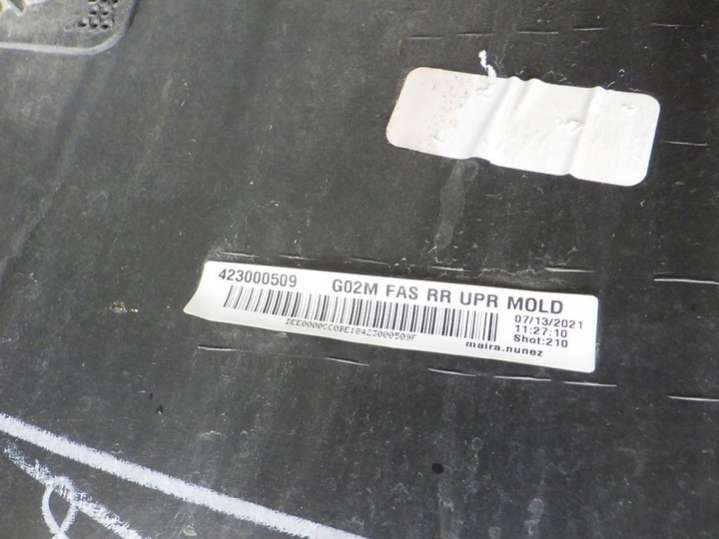 423000509 G02M FAS RR UPR MOLD
07/13/2021
11:27:10
Shot:210
maira.nunez